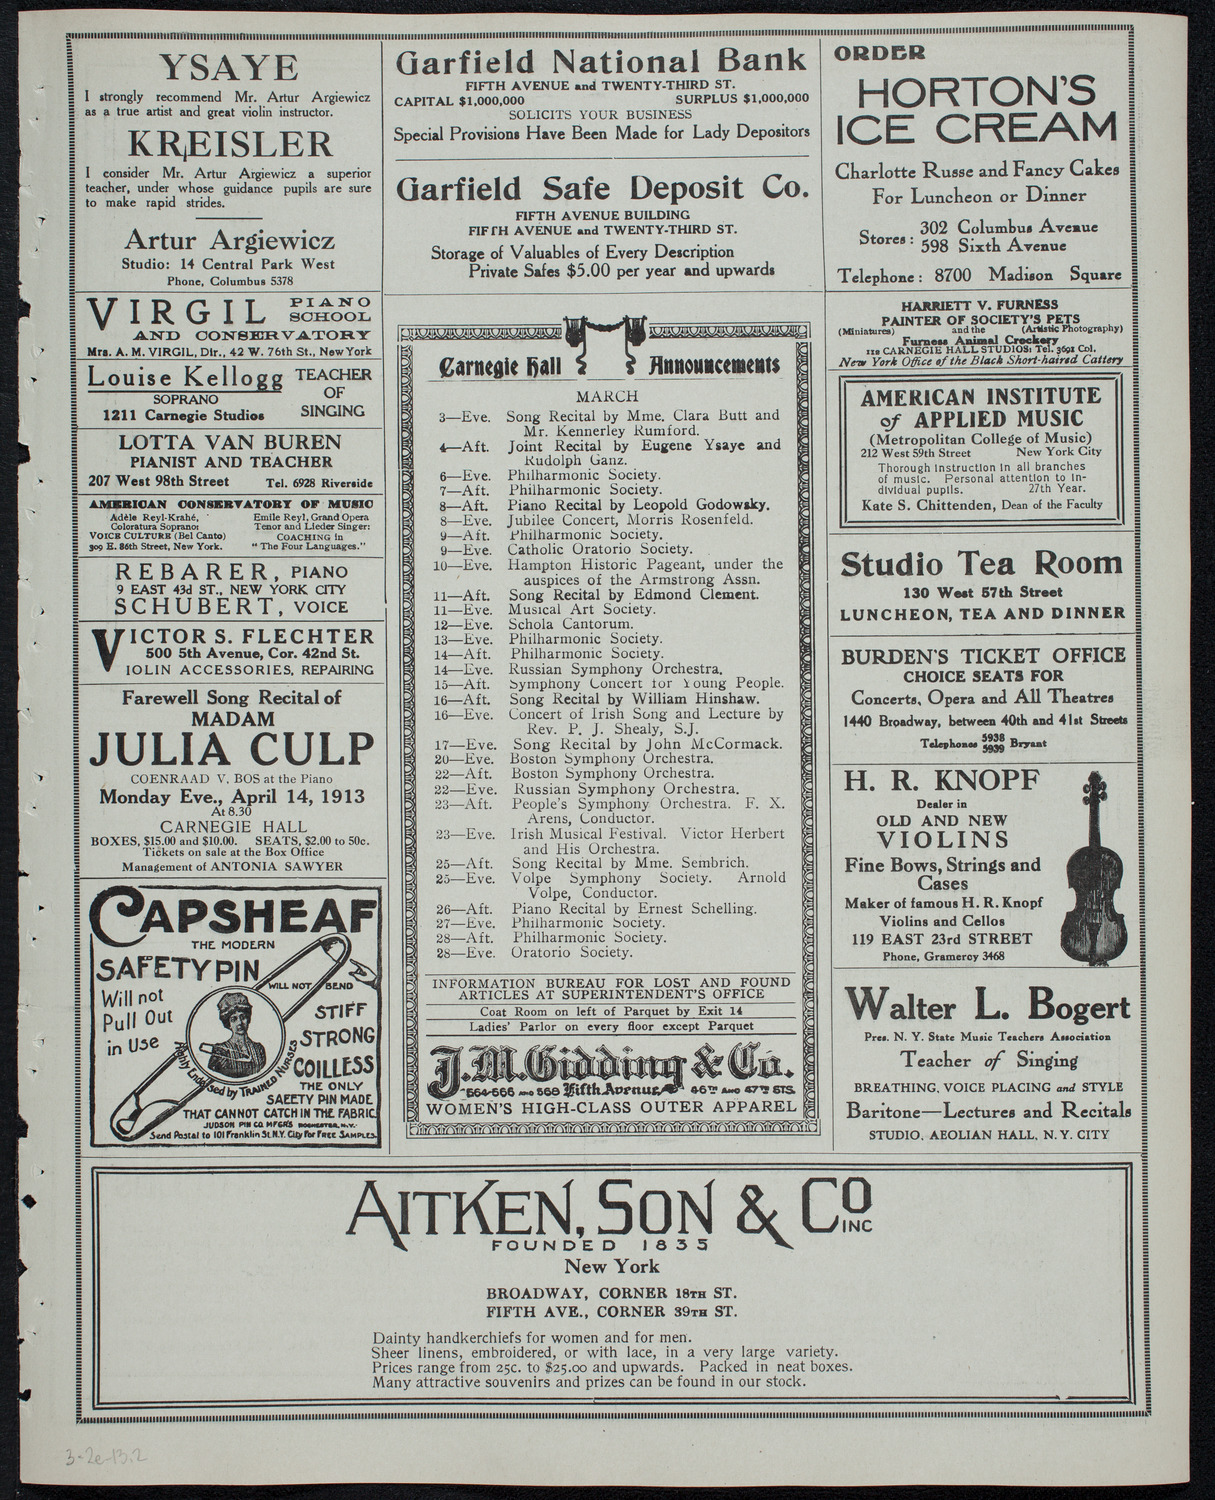 YSAYE
I strongly recommend Mr. Artur Argiewicz
as a true artist and great violin instructor.
KREISLER
I consider Mr. Artur Argiewicz a superior
teacher, under whose guidance pupils are sure
to make rapid strides.
Artur Argiewicz
Studio: 14 Central Park West
Phone, Columbus 5378
VIRGIL PIANO
SCHOOL
AND CONSERVATORY
Mrs. A. M. VIRGIL, Dir., 42 W. 76th St., New York
Louise Kellogg TEACHER
SOPRANO OF
1211 Carnegie Studios SINGING
LOTTA VAN BUREN
PIANIST AND TEACHER
207 West 98th Street Tel. 6928 Riverside
AMERICAN CONSERVATORY OF MUSIC
Adèle Reyl-Krahé, Emile Reyl, Grand Opera
Coloratura Soprano: Tenor and Lieder Singer:
VOICE CULTURE (Bel Canto) COACHING in
309 E. 86th Street, New York. "The Four Languages."
REBARER, PIANO
9 EAST 43d ST., NEW YORK CITY
SCHUBERT, VOICE
VICTOR S. FLECHTER
500 5th Avenue, Cor. 42nd St.
VIOLIN ACCESSORIES, REPAIRING
Farewell Song Recital of
MADAM
JULIA CULP
COENRAAD V. BOS at the Piano
Monday Eve., April 14, 1913
At 8.30
CARNEGIE HALL
BOXES, $15.00 and $10.00. SEATS, $2.00 to 50c.
Tickets on sale at the Box Office
Management of ANTONIA SAWYER
CAPSHEAF
THE MODERN
SAFETY PIN
WILL NOT BEND
Will not
Pull Out
in Use
STIFF
STRONG
COILLESS
Highly Endorsed by TRAINED NURSES
THE ONLY
SAFETY PIN MADE
THAT CANNOT CATCH IN THE FABRIC.
JUDSON PIN CO. MFGRS ROCHESTER, N.Y.
Send Postal to 101 Franklin St. N.Y. City For FREE SAMPLES.
Garfield National Bank
FIFTH AVENUE and TWENTY-THIRD ST.
CAPITAL $1,000,000 SURPLUS $1,000,000
SOLICITS YOUR BUSINESS
Special Provisions Have Been Made for Lady Depositors
Garfield Safe Deposit Co.
FIFTH AVENUE BUILDING
FIFTH AVENUE and TWENTY-THIRD ST.
Storage of Valuables of Every Description
Private Safes $5.00 per year and upwards
Carnegie Hall Announcements
MARCH
3—Eve. Song Recital by Mme. Clara Butt and
Mr. Kennerley Rumford.
4—Aft. Joint Recital by Eugene Ysaye and
Rudolph Ganz.
6—Eve. Philharmonic Society.
7—Aft. Philharmonic Society.
8—Aft. Piano Recital by Leopold Godowsky.
8—Eve. Jubilee Concert, Morris Rosenfeld.
9—Aft. Philharmonic Society.
9—Eve. Catholic Oratorio Society.
10—Eve. Hampton Historic Pageant, under the
auspices of the Armstrong Assn.
11—Aft. Song Recital by Edmond Clement.
11—Eve. Musical Art Society.
12—Eve. Schola Cantorum.
13—Eve. Philharmonic Society.
14—Aft. Philharmonic Society.
14—Eve. Russian Symphony Orchestra.
15—Aft. Symphony Concert for Young People.
16—Aft. Song Recital by William Hinshaw.
16—Eve. Concert of Irish Song and Lecture by
Rev. P. J. Shealy, S.J.
17—Eve. Song Recital by John McCormack.
20—Eve. Boston Symphony Orchestra.
22—Aft. Boston Symphony Orchestra.
22—Eve. Russian Symphony Orchestra.
23—Aft. People's Symphony Orchestra. F. X.
Arens, Conductor.
23—Eve. Irish Musical Festival. Victor Herbert
and His Orchestra.
25—Aft. Song Recital by Mme. Sembrich.
25—Eve. Volpe Symphony Society. Arnold
Volpe, Conductor.
26—Aft. Piano Recital by Ernest Schelling.
27—Eve. Philharmonic Society.
28—Aft. Philharmonic Society.
28—Eve. Oratorio Society.
INFORMATION BUREAU FOR LOST AND FOUND
ARTICLES AT SUPERINTENDENT'S OFFICE
Coat Room on left of Parquet by Exit 14
Ladies' Parlor on every floor except Parquet
J.M. Gidding & Co.
564-566 AND 568 Fifth Avenue 46TH AND 47TH STS.
WOMEN'S HIGH-CLASS OUTER APPAREL
ORDER
HORTON'S
ICE CREAM
Charlotte Russe and Fancy Cakes
For Luncheon or Dinner
Stores: 302 Columbus Avenue
598 Sixth Avenue
Telephone: 8700 Madison Square
HARRIETT V. FURNESS
PAINTER OF SOCIETY'S PETS
(Miniatures) and the (Artistic Photography)
Furness Animal Crockery
112 CARNEGIE HALL STUDIOS: Tel. 3692 Col.
New York Office of the Black Short-haired Cattery
AMERICAN INSTITUTE
of APPLIED MUSIC
(Metropolitan College of Music)
212 West 59th Street New York City
Thorough instruction in all branches
of music. Personal attention to in-
dividual pupils. 27th Year.
Kate S. Chittenden, Dean of the Faculty
Studio Tea Room
130 West 57th Street
LUNCHEON, TEA AND DINNER
BURDEN'S TICKET OFFICE
CHOICE SEATS FOR
Concerts, Opera and All Theatres
1440 Broadway, between 40th and 41st Streets
Telephones 5938
5939 Bryant
H. R. KNOPF
Dealer in
OLD AND NEW
VIOLINS
Fine Bows, Strings and
Cases
Maker of famous H. R. Knopf
Violins and Cellos
119 EAST 23rd STREET
Phone, Gramercy 3468
Walter L. Bogert
Pres. N. Y. State Music Teachers Association
Teacher of Singing
BREATHING, VOICE PLACING and STYLE
Baritone—Lectures and Recitals
STUDIO, AEOLIAN HALL, N. Y. CITY
AITKEN, SON & CO INC
FOUNDED 1835
New York
BROADWAY, CORNER 18TH ST.
FIFTH AVE., CORNER 39TH ST.
Dainty handkerchiefs for women and for men.
Sheer linens, embroidered, or with lace, in a very large variety.
Prices range from 25c. to $25.00 and upwards. Packed in neat boxes.
Many attractive souvenirs and prizes can be found in our stock.
3-2e-13.2